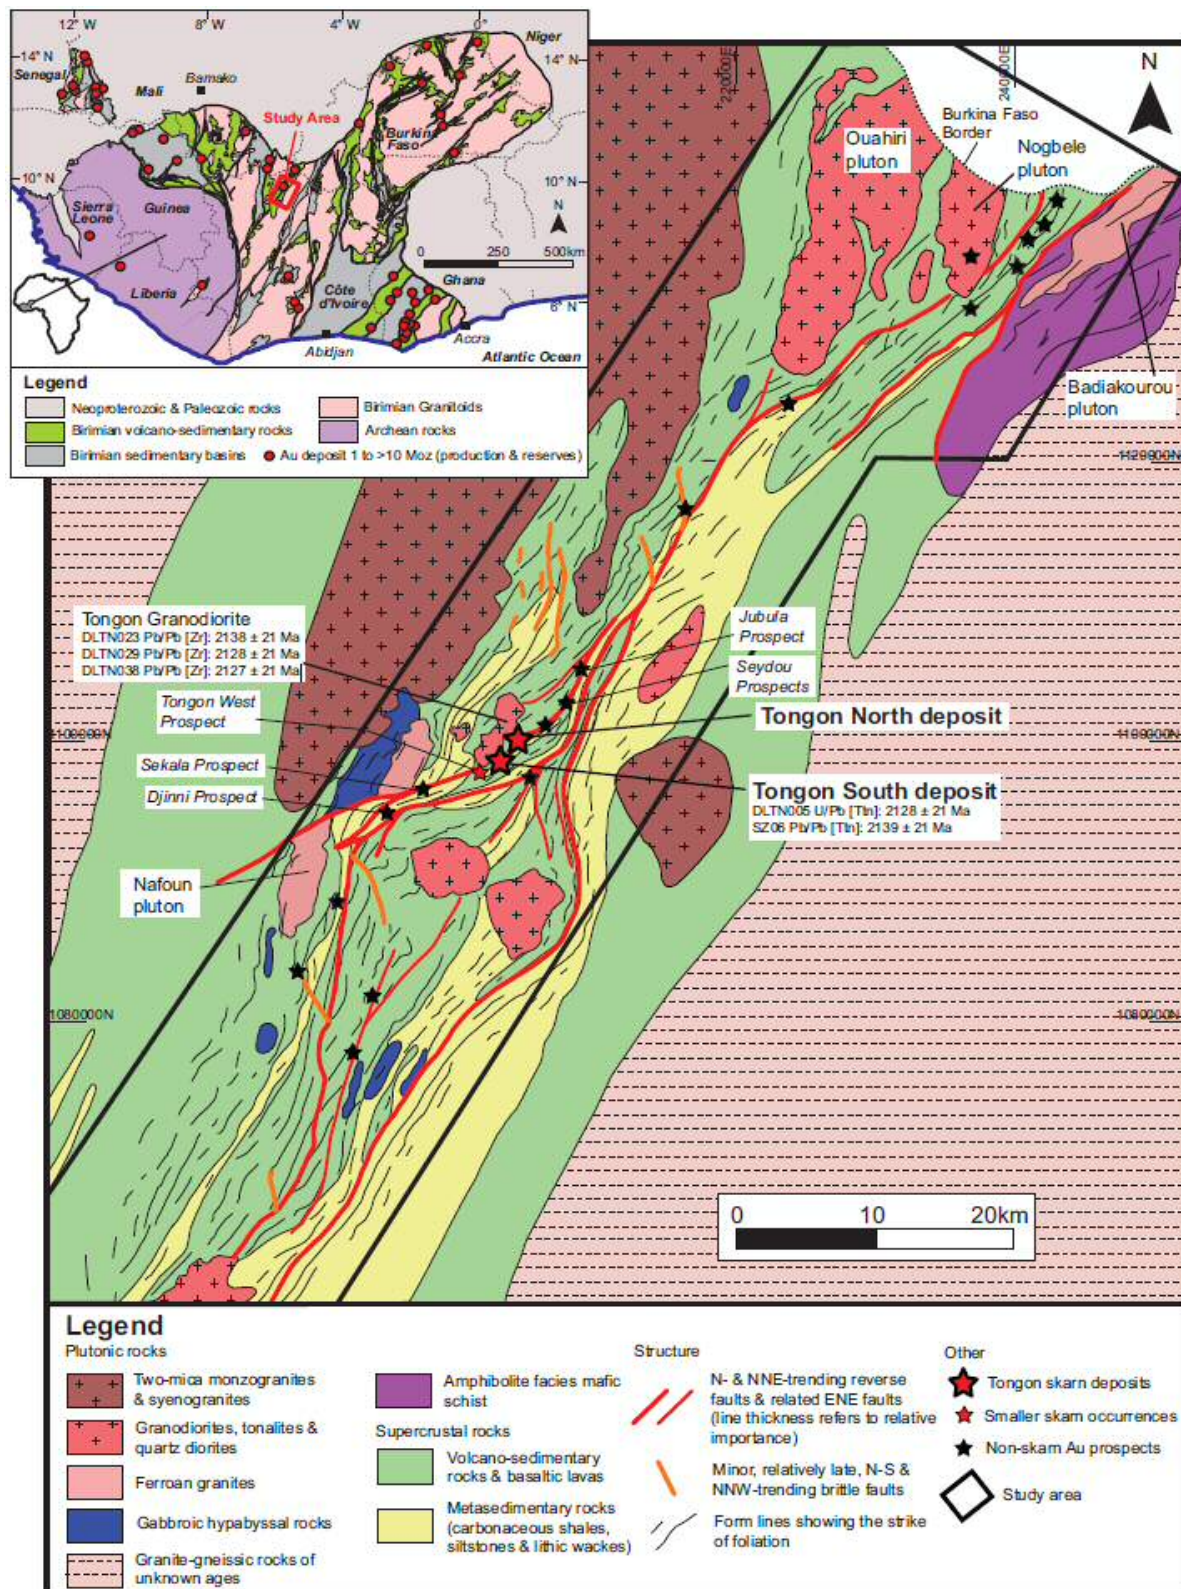 12° W
8° W
4° W
0°
14° N
Niger
14° N
Senegal
Bamako
Mali
Study Area
Burkina
Faso
10° N
10° N
Sierra
Leone
Guinea
N
0
250
500km
Ghana
Côte
d'Ivoire
Liberia
6° N
Accra
Abidjan
Atlantic Ocean
Legend
Neoproterozoic & Paleozoic rocks
Birimian Granitoids
Birimian volcano-sedimentary rocks
Archean rocks
Birimian sedimentary basins
Au deposit 1 to >10 Moz (production & reserves)
220000E
240000E
N
Ouahiri
pluton
Burkina Faso
Border
Nogbele
pluton
Badiakourou
pluton
1120000N
Tongon Granodiorite
DLTN023 Pb/Pb [Zr]: 2138 ± 21 Ma
DLTN029 Pb/Pb [Zr]: 2128 ± 21 Ma
DLTN038 Pb/Pb [Zr]: 2127 ± 21 Ma
Jubula
Prospect
Seydou
Prospects
Tongon West
Prospect
Tongon North deposit
1100000N
1100000N
Sekala Prospect
Djinni Prospect
Tongon South deposit
DLTN005 U/Pb [Ttn]: 2128 ± 21 Ma
SZ06 Pb/Pb [Ttn]: 2139 ± 21 Ma
Nafoun
pluton
1080000N
1080000N
0
10
20km
Legend
Plutonic rocks
Two-mica monzogranites
& syenogranites
Granodiorites, tonalites &
quartz diorites
Ferroan granites
Gabbroic hypabyssal rocks
Granite-gneissic rocks of
unknown ages
Amphibolite facies mafic
schist
Supercrustal rocks
Volcano-sedimentary
rocks & basaltic lavas
Metasedimentary rocks
(carbonaceous shales,
siltstones & lithic wackes)
Structure
N- & NNE-trending reverse
faults & related ENE faults
(line thickness refers to relative
importance)
Minor, relatively late, N-S &
NNW-trending brittle faults
Form lines showing the strike
of foliation
Other
Tongon skarn deposits
Smaller skarn occurrences
Non-skarn Au prospects
Study area